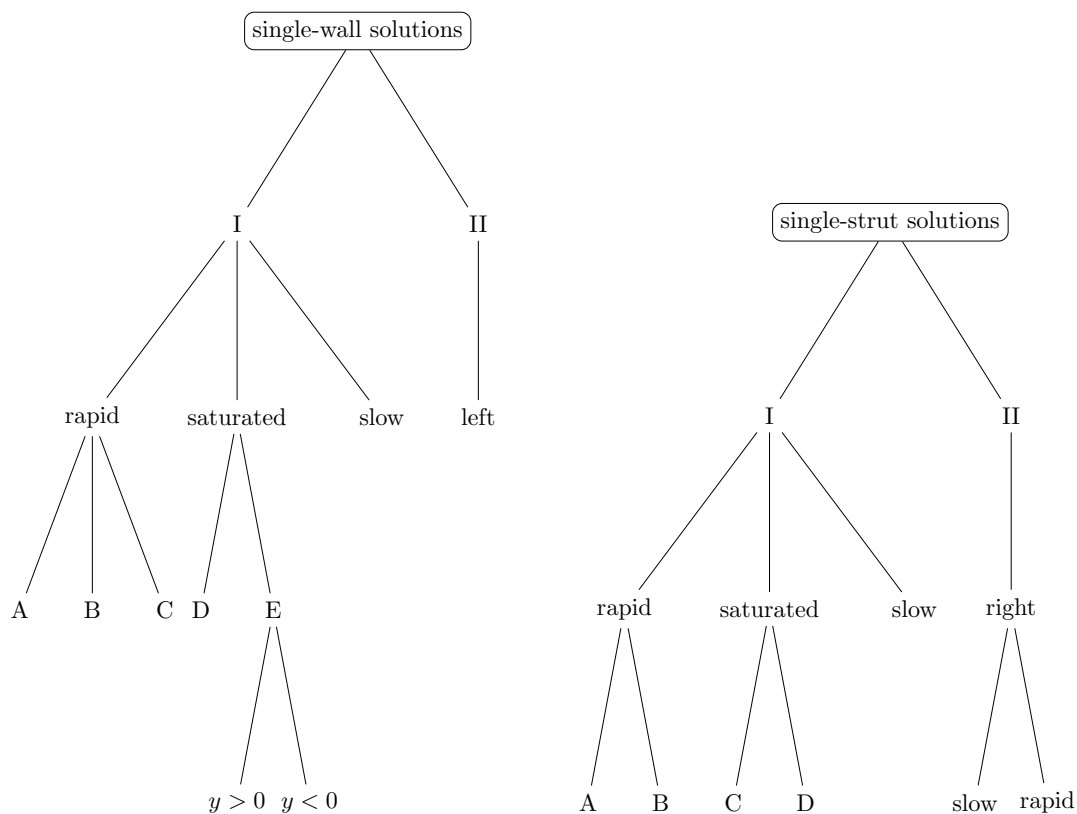 single-wall solutions
I
II
rapid
saturated
slow
left
A
B
C
D
E
y > 0
y < 0
single-strut solutions
I
II
rapid
saturated
slow
right
A
B
C
D
slow
rapid